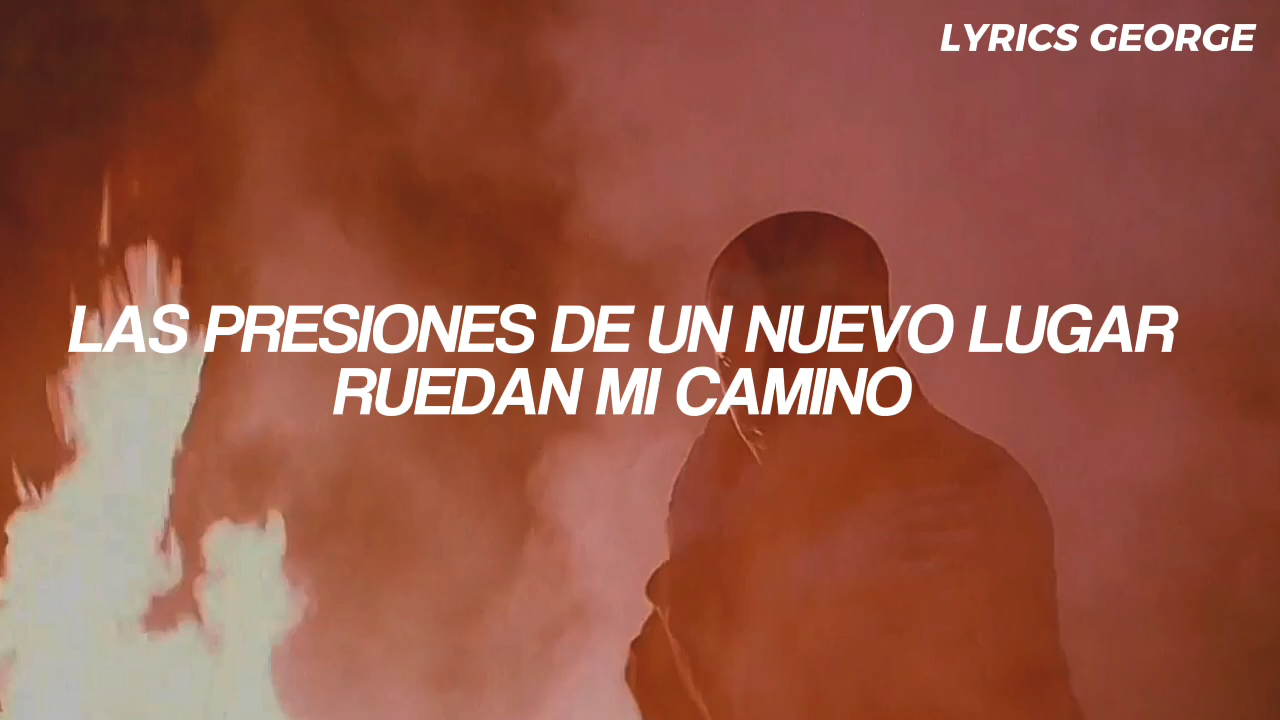 LYRICS GEORGE
LAS PRESIONES DE UN NUEVO LUGAR
RUEDAN MI CAMINO